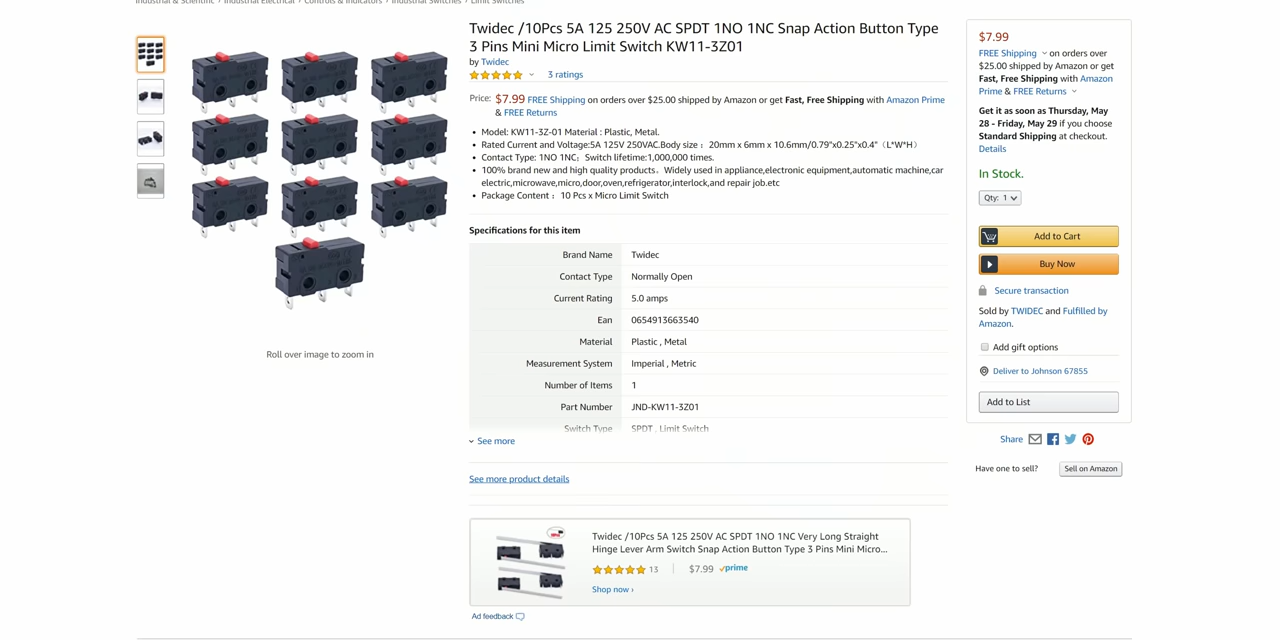 Industrial & Scientific › Industrial Electrical › Controls & Indicators › Industrial Switches › Limit Switches
Twidec /10Pcs 5A 125 250V AC SPDT 1NO 1NC Snap Action Button Type
3 Pins Mini Micro Limit Switch KW11-3Z01
by Twidec
3 ratings
Price: $7.99 FREE Shipping on orders over $25.00 shipped by Amazon or get Fast, Free Shipping with Amazon Prime
& FREE Returns
• Model: KW11-3Z-01 Material : Plastic, Metal.
• Rated Current and Voltage:5A 125V 250VAC.Body size ：20mm x 6mm x 10.6mm/0.79"x0.25"x0.4"（L*W*H）
• Contact Type: 1NO 1NC；Switch lifetime:1,000,000 times.
• 100% brand new and high quality products。Widely used in appliance,electronic equipment,automatic machine,car
electric,microwave,micro,door,oven,refrigerator,interlock,and repair job.etc
• Package Content ：10 Pcs x Micro Limit Switch
Roll over image to zoom in
Specifications for this item
Brand Name Twidec
Contact Type Normally Open
Current Rating 5.0 amps
Ean 0654913663540
Material Plastic , Metal
Measurement System Imperial , Metric
Number of Items 1
Part Number JND-KW11-3Z01
Switch Type SPDT , Limit Switch
See more
See more product details
Twidec /10Pcs 5A 125 250V AC SPDT 1NO 1NC Very Long Straight
Hinge Lever Arm Switch Snap Action Button Type 3 Pins Mini Micro...
13 | $7.99 prime
Shop now ›
Ad feedback
$7.99
FREE Shipping on orders over
$25.00 shipped by Amazon or get
Fast, Free Shipping with Amazon
Prime & FREE Returns
Get it as soon as Thursday, May
28 - Friday, May 29 if you choose
Standard Shipping at checkout.
Details
In Stock.
Qty: 1
Add to Cart
Buy Now
Secure transaction
Sold by TWIDEC and Fulfilled by
Amazon.
Add gift options
Deliver to Johnson 67855
Add to List
Share
Have one to sell? Sell on Amazon